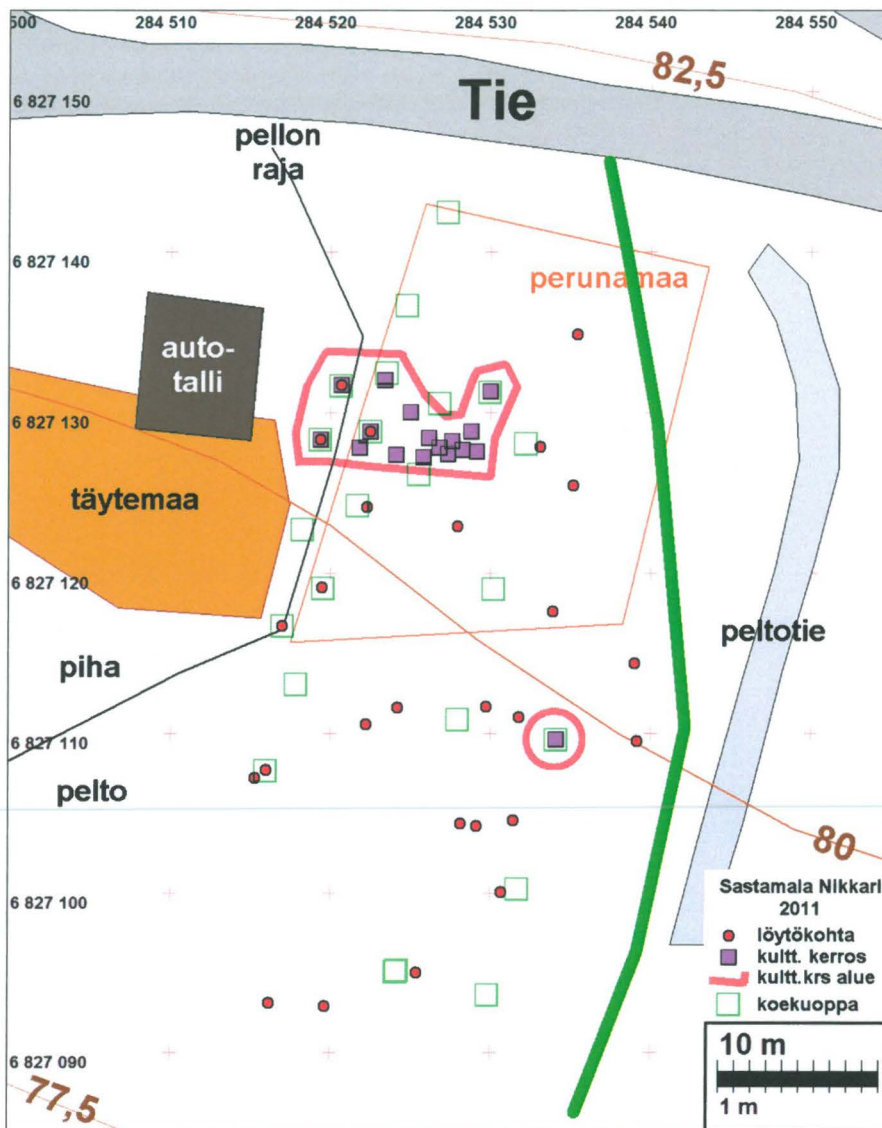 500 284 510 284 520 284 530 284 540 284 550
82,5
Tie
6 827 150
pellon
raja
6 827 140
perunamaa
auto-
talli
6 827 130
täytemaa
6 827 120
peltotie
piha
6 827 110
pelto
80
Sastamala Nikkari
2011
6 827 100
löytökohta
kultt. kerros
kultt.krs alue
koekuoppa
6 827 090
10 m
1 m
77,5